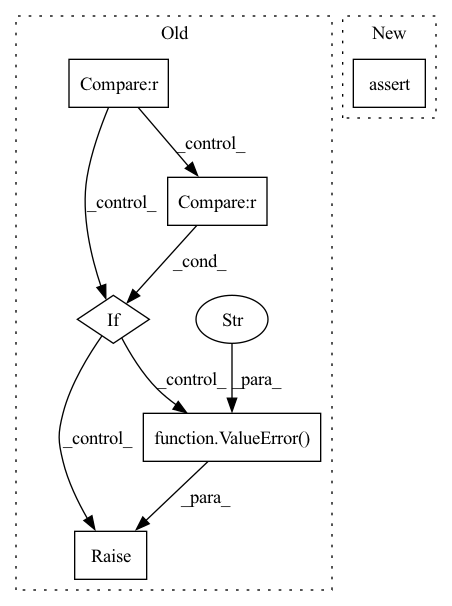 Old
New
Compare:r
assert
_control_
_control_
Compare:r
_cond_
If
Str
_control_
_para_
_control_
function.ValueError()
_para_
Raise